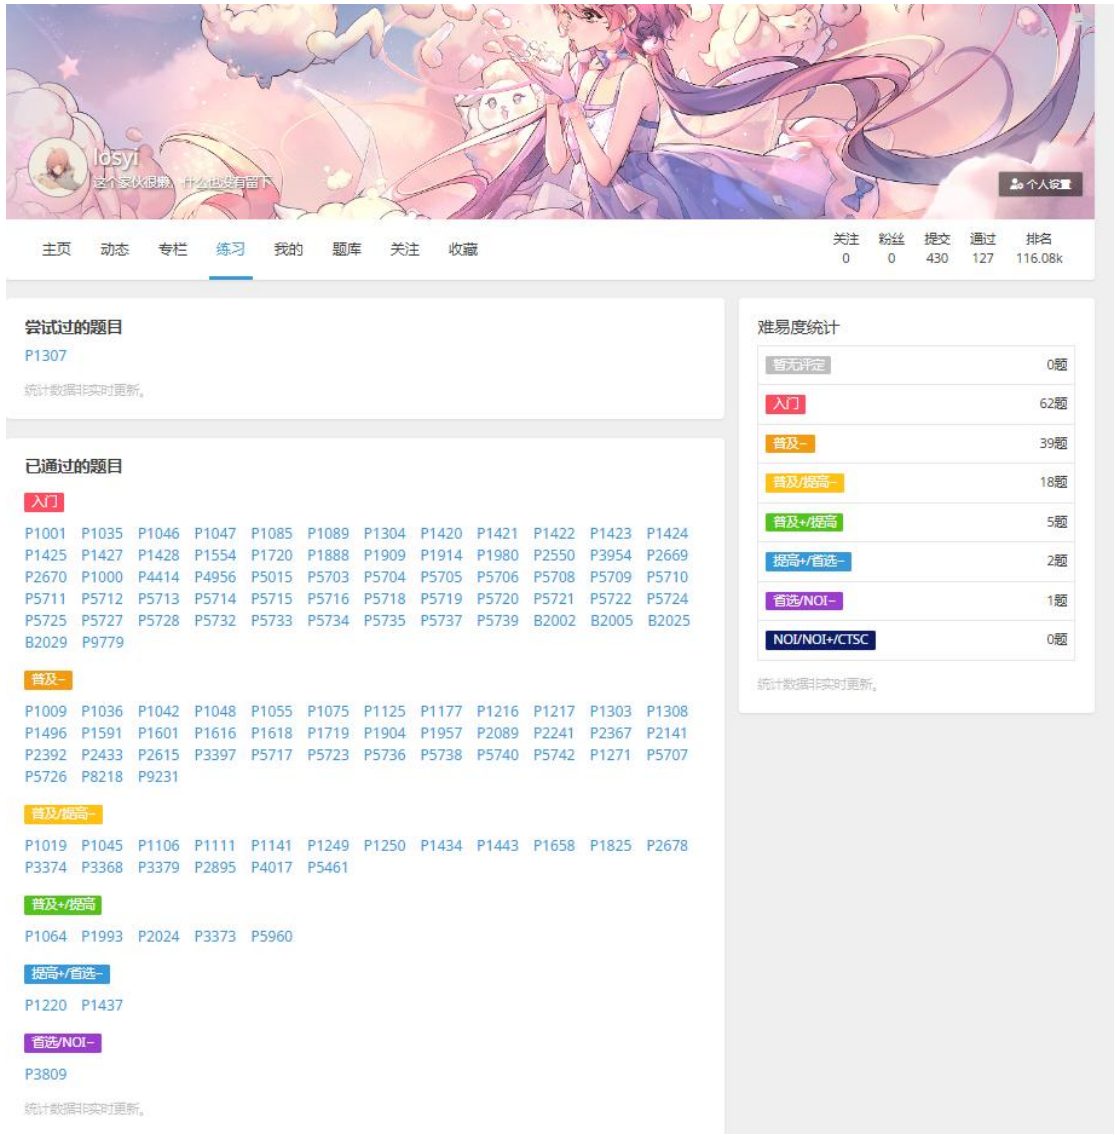 losyi
这个家伙很懒，什么也没有留下
个人设置
主页 动态 专栏 练习 我的 题库 关注 收藏
关注 粉丝 提交 通过 排名
0 0 430 127 116.08k
尝试过的题目
P1307
统计数据非实时更新。
已通过的题目
入门
P1001 P1035 P1046 P1047 P1085 P1089 P1304 P1420 P1421 P1422 P1423 P1424
P1425 P1427 P1428 P1554 P1720 P1888 P1909 P1914 P1980 P2550 P3954 P2669
P2670 P1000 P4414 P4956 P5015 P5703 P5704 P5705 P5706 P5708 P5709 P5710
P5711 P5712 P5713 P5714 P5715 P5716 P5718 P5719 P5720 P5721 P5722 P5724
P5725 P5727 P5728 P5732 P5733 P5734 P5735 P5737 P5739 B2002 B2005 B2025
B2029 P9779
普及−
P1009 P1036 P1042 P1048 P1055 P1075 P1125 P1177 P1216 P1217 P1303 P1308
P1496 P1591 P1601 P1616 P1618 P1719 P1904 P1957 P2089 P2241 P2367 P2141
P2392 P2433 P2615 P3397 P5717 P5723 P5736 P5738 P5740 P5742 P1271 P5707
P5726 P8218 P9231
普及/提高−
P1019 P1045 P1106 P1111 P1141 P1249 P1250 P1434 P1443 P1658 P1825 P2678
P3374 P3368 P3379 P2895 P4017 P5461
普及+/提高
P1064 P1993 P2024 P3373 P5960
提高+/省选−
P1220 P1437
省选/NOI−
P3809
统计数据非实时更新。
难易度统计
暂无评定 0题
入门 62题
普及− 39题
普及/提高− 18题
普及+/提高 5题
提高+/省选− 2题
省选/NOI− 1题
NOI/NOI+/CTSC 0题
统计数据非实时更新。